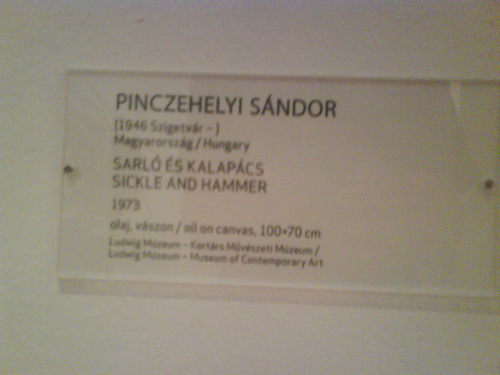 PINCZEHELYI SÁNDOR
(1946 Szigetvár – )
Magyarország / Hungary
SARLÓ ÉS KALAPÁCS
SICKLE AND HAMMER
1973
olaj, vászon / oil on canvas, 100×70 cm
Ludwig Múzeum – Kortárs Művészeti Múzeum /
Ludwig Múzeum – Museum of Contemporary Art